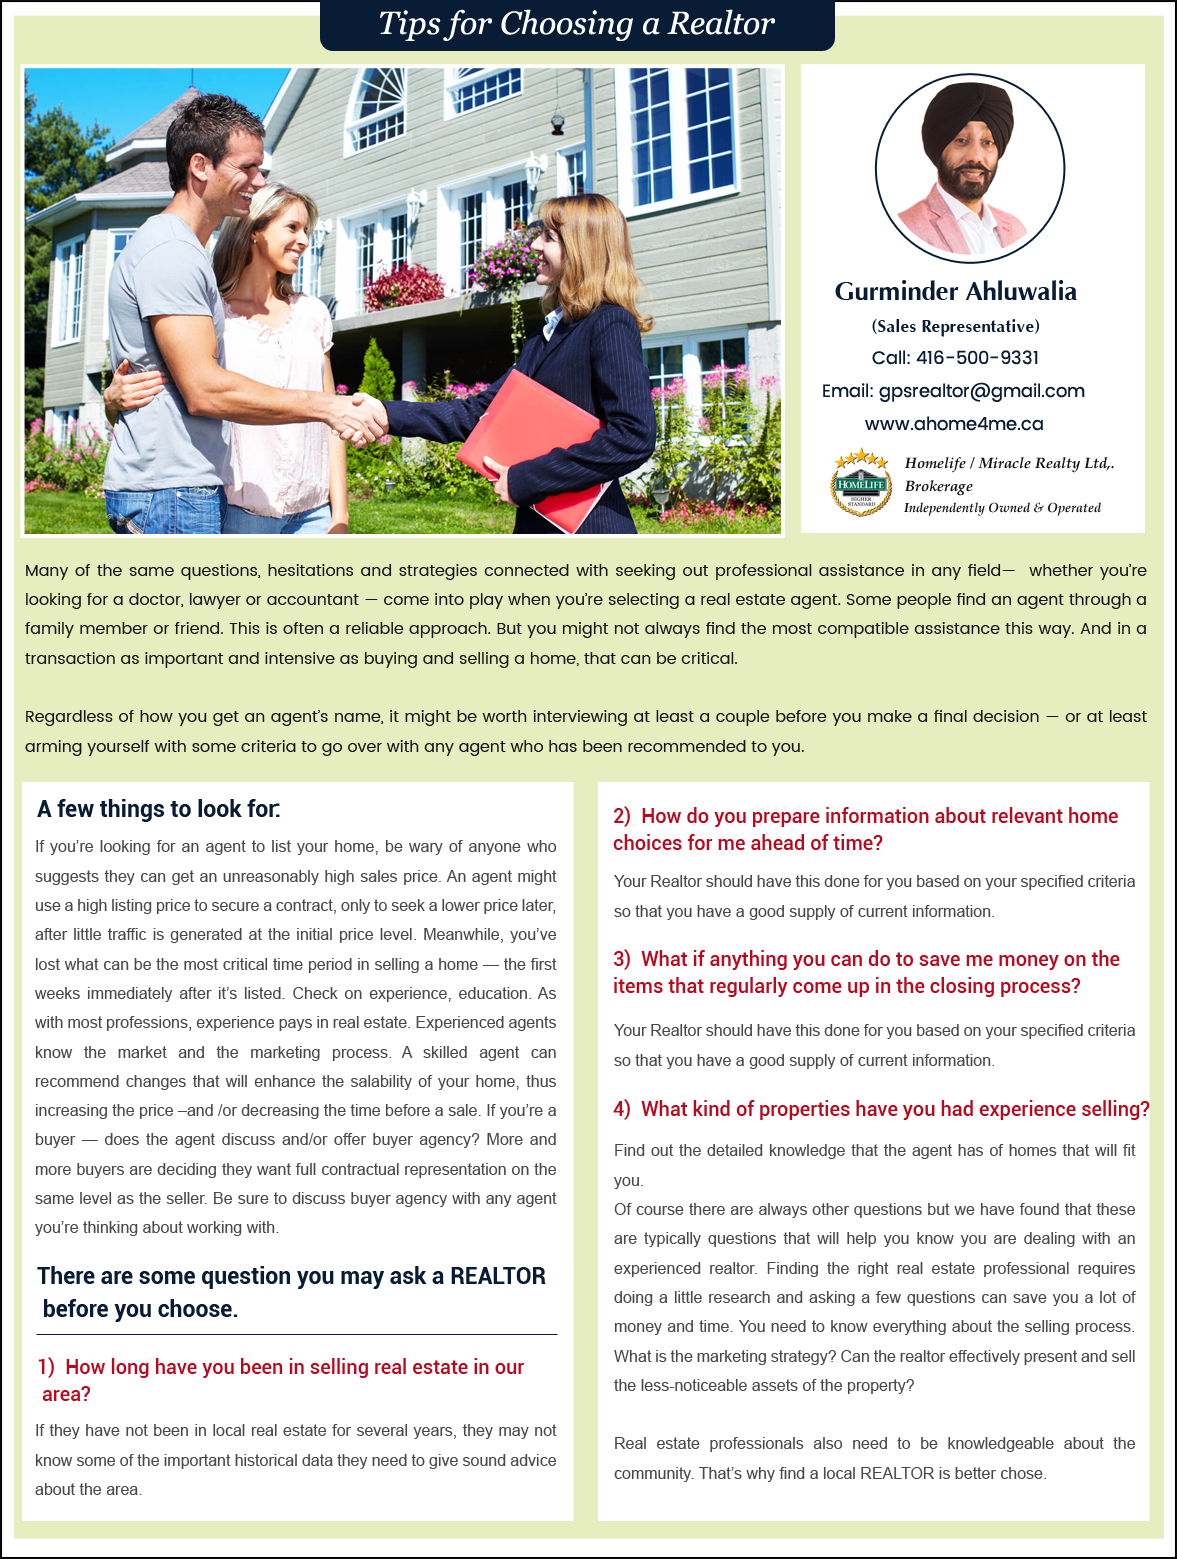 Tips for Choosing a Realtor
Gurminder Ahluwalia
(Sales Representative)
Call: 416-500-9331
Email: gpsrealtor@gmail.com
www.ahome4me.ca
HOMELIFE
HIGHER
STANDARD
Homelife / Miracle Realty Ltd,.
Brokerage
Independently Owned & Operated
Many of the same questions, hesitations and strategies connected with seeking out professional assistance in any field— whether you’re
looking for a doctor, lawyer or accountant — come into play when you’re selecting a real estate agent. Some people find an agent through a
family member or friend. This is often a reliable approach. But you might not always find the most compatible assistance this way. And in a
transaction as important and intensive as buying and selling a home, that can be critical.
Regardless of how you get an agent’s name, it might be worth interviewing at least a couple before you make a final decision — or at least
arming yourself with some criteria to go over with any agent who has been recommended to you.
A few things to look for:
If you’re looking for an agent to list your home, be wary of anyone who
suggests they can get an unreasonably high sales price. An agent might
use a high listing price to secure a contract, only to seek a lower price later,
after little traffic is generated at the initial price level. Meanwhile, you’ve
lost what can be the most critical time period in selling a home — the first
weeks immediately after it’s listed. Check on experience, education. As
with most professions, experience pays in real estate. Experienced agents
know the market and the marketing process. A skilled agent can
recommend changes that will enhance the salability of your home, thus
increasing the price –and /or decreasing the time before a sale. If you’re a
buyer — does the agent discuss and/or offer buyer agency? More and
more buyers are deciding they want full contractual representation on the
same level as the seller. Be sure to discuss buyer agency with any agent
you’re thinking about working with.
There are some question you may ask a REALTOR
before you choose.
1) How long have you been in selling real estate in our
area?
If they have not been in local real estate for several years, they may not
know some of the important historical data they need to give sound advice
about the area.
2) How do you prepare information about relevant home
choices for me ahead of time?
Your Realtor should have this done for you based on your specified criteria
so that you have a good supply of current information.
3) What if anything you can do to save me money on the
items that regularly come up in the closing process?
Your Realtor should have this done for you based on your specified criteria
so that you have a good supply of current information.
4) What kind of properties have you had experience selling?
Find out the detailed knowledge that the agent has of homes that will fit
you.
Of course there are always other questions but we have found that these
are typically questions that will help you know you are dealing with an
experienced realtor. Finding the right real estate professional requires
doing a little research and asking a few questions can save you a lot of
money and time. You need to know everything about the selling process.
What is the marketing strategy? Can the realtor effectively present and sell
the less-noticeable assets of the property?
Real estate professionals also need to be knowledgeable about the
community. That’s why find a local REALTOR is better chose.